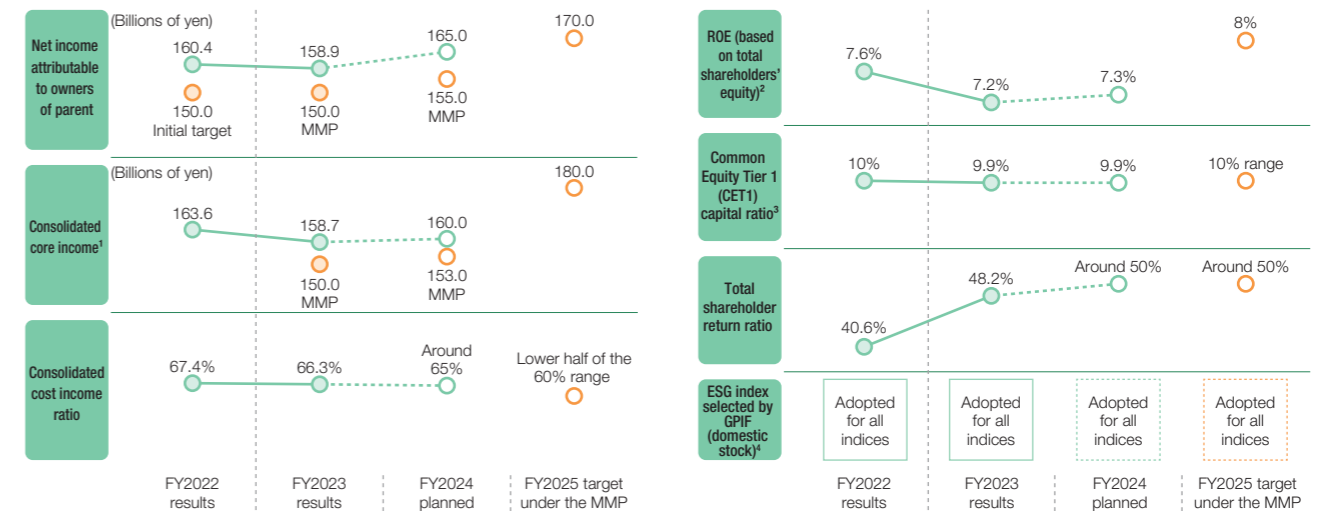 Net income
attributable
to owners
of parent
(Billions of yen)
160.4
150.0
Initial target
158.9
150.0
MMP
165.0
155.0
MMP
170.0
Consolidated
core income1
(Billions of yen)
163.6
158.7
150.0
MMP
160.0
153.0
MMP
180.0
Consolidated
cost income
ratio
67.4%
66.3%
Around
65%
Lower half of the
60% range
FY2022
results
FY2023
results
FY2024
planned
FY2025 target
under the MMP
ROE (based
on total
shareholders'
equity)2
7.6%
7.2%
7.3%
8%
Common
Equity Tier 1
(CET1)
capital ratio3
10%
9.9%
9.9%
10% range
Total
shareholder
return ratio
40.6%
48.2%
Around 50%
Around 50%
ESG index
selected by
GPIF
(domestic
stock)4
Adopted
for all
indices
Adopted
for all
indices
Adopted
for all
indices
Adopted
for all
indices
FY2022
results
FY2023
results
FY2024
planned
FY2025 target
under the MMP